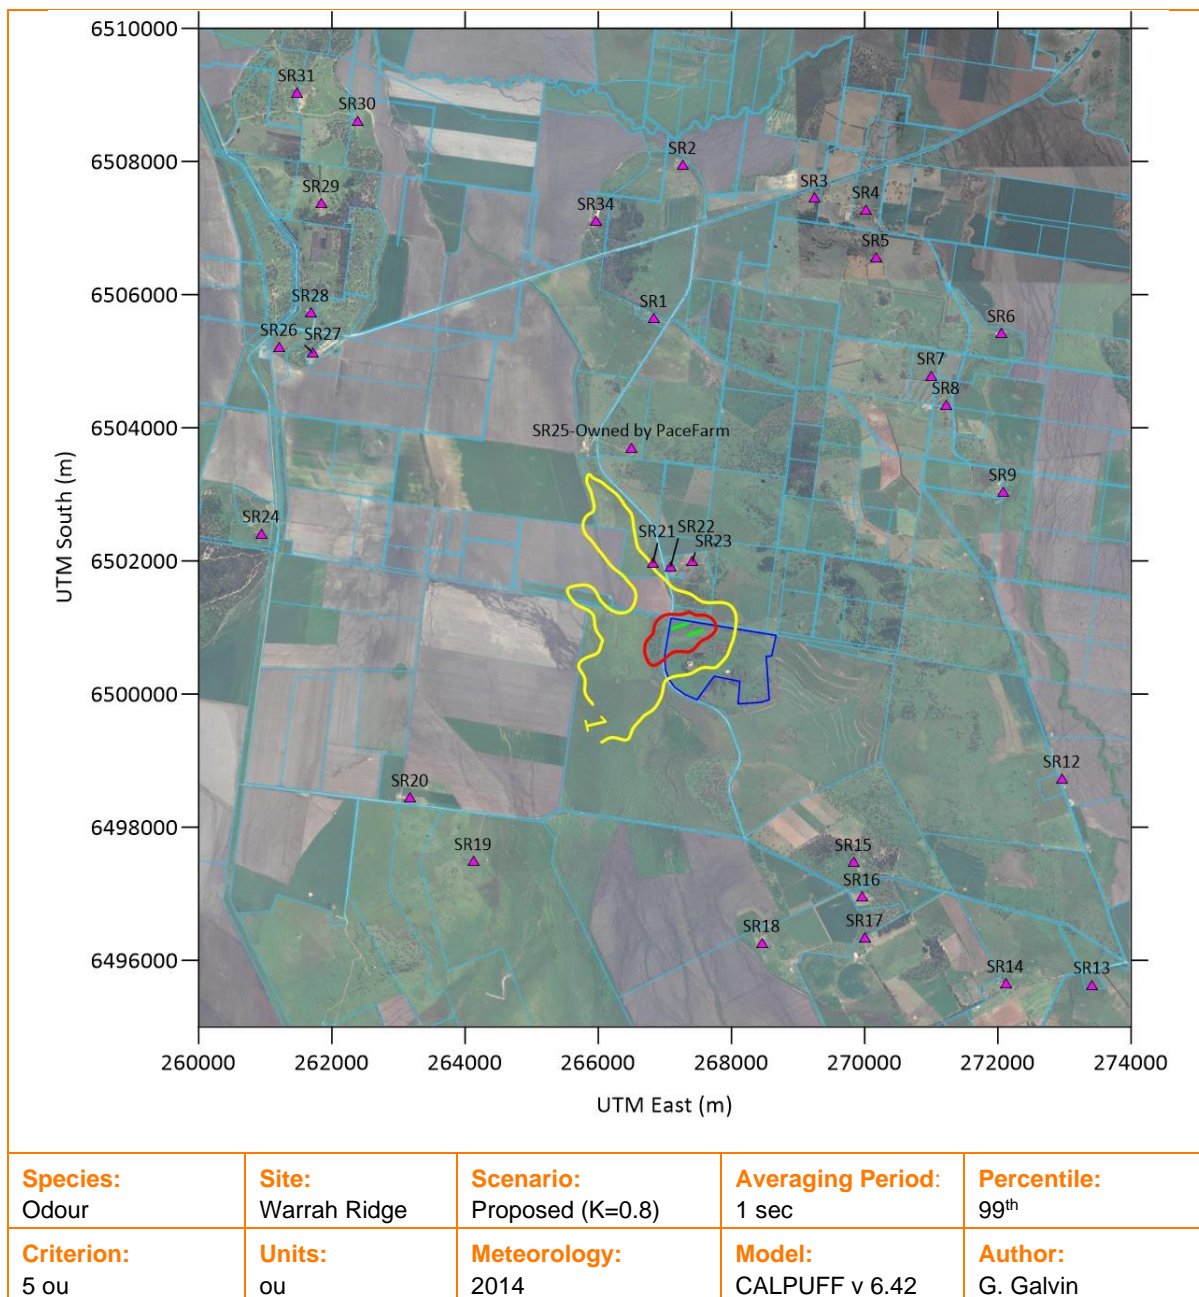 6510000
SR31
SR30
6508000
SR2
SR29
SR3
SR4
SR34
SR5
6506000
SR28
SR1
SR26
SR27
SR6
SR7
SR8
6504000
SR25-Owned by PaceFarm
SR9
SR24
SR21
SR22
SR23
6502000
UTM South (m)
6500000
1
SR12
SR20
6498000
SR19
SR15
SR16
SR18
SR17
6496000
SR14
SR13
260000 262000 264000 266000 268000 270000 272000 274000
UTM East (m)
Species: Site: Scenario: Averaging Period: Percentile:
Odour Warrah Ridge Proposed (K=0.8) 1 sec 99th
Criterion: Units: Meteorology: Model: Author:
5 ou ou 2014 CALPUFF v 6.42 G. Galvin